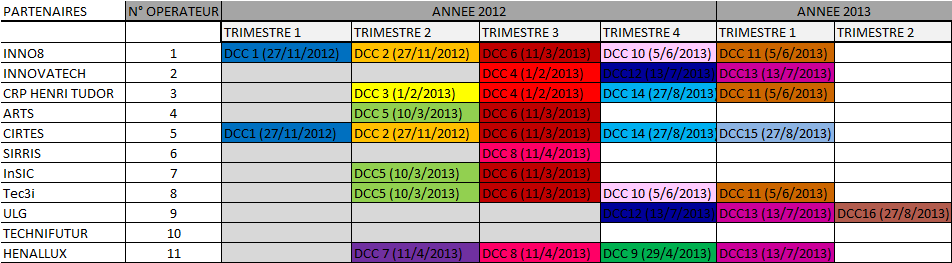 PARTENAIRES N° OPERATEUR ANNEE 2012 ANNEE 2013
TRIMESTRE 1 TRIMESTRE 2 TRIMESTRE 3 TRIMESTRE 4 TRIMESTRE 1 TRIMESTRE 2
INNO8 1 DCC 1 (27/11/2012) DCC 2 (27/11/2012) DCC 6 (11/3/2013) DCC 10 (5/6/2013) DCC 11 (5/6/2013)
INNOVATECH 2 DCC 4 (1/2/2013) DCC12 (13/7/2013) DCC13 (13/7/2013)
CRP HENRI TUDOR 3 DCC 3 (1/2/2013) DCC 4 (1/2/2013) DCC 14 (27/8/2013) DCC 11 (5/6/2013)
ARTS 4 DCC 5 (10/3/2013) DCC 6 (11/3/2013)
CIRTES 5 DCC1 (27/11/2012) DCC 2 (27/11/2012) DCC 6 (11/3/2013) DCC 14 (27/8/2013) DCC15 (27/8/2013)
SIRRIS 6 DCC 8 (11/4/2013)
InSIC 7 DCC5 (10/3/2013) DCC 6 (11/3/2013)
Tec3i 8 DCC5 (10/3/2013) DCC 6 (11/3/2013) DCC 10 (5/6/2013) DCC 11 (5/6/2013)
ULG 9 DCC12 (13/7/2013) DCC13 (13/7/2013) DCC16 (27/8/2013)
TECHNIFUTUR 10
HENALLUX 11 DCC 7 (11/4/2013) DCC 8 (11/4/2013) DCC 9 (29/4/2013) DCC13 (13/7/2013)